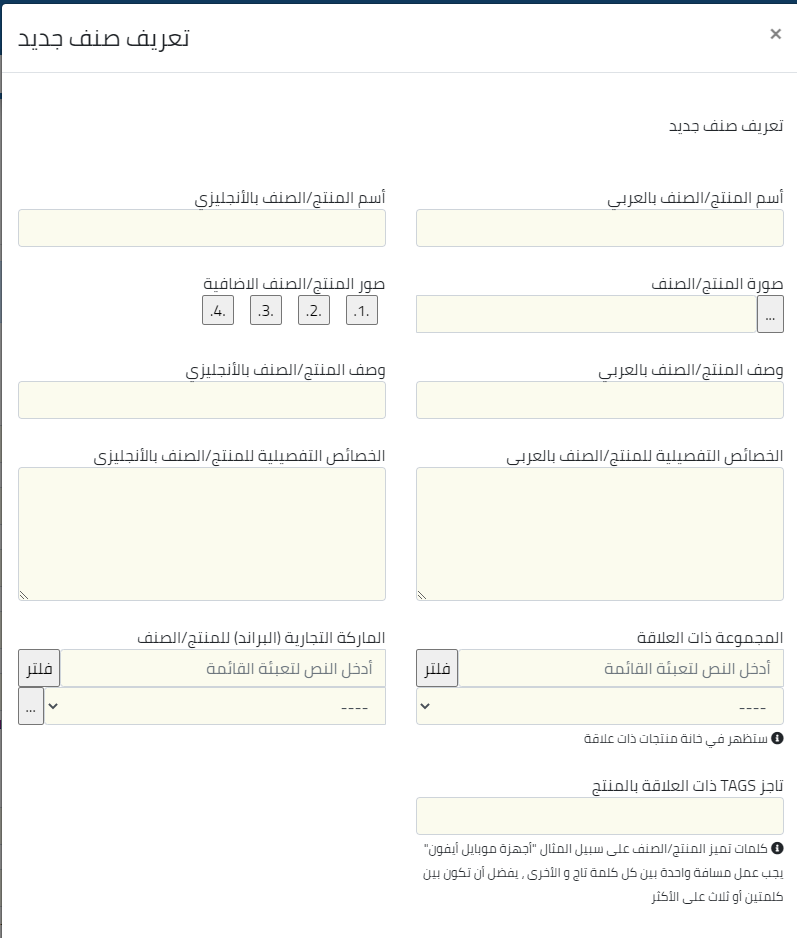 تعريف صنف جديد
×
تعريف صنف جديد
أسم المنتج/الصنف بالعربي
أسم المنتج/الصنف بالأنجليزي
صورة المنتج/الصنف
...
صور المنتج/الصنف الاضافية
.1.
.2.
.3.
.4.
وصف المنتج/الصنف بالعربي
وصف المنتج/الصنف بالأنجليزي
الخصائص التفصيلية للمنتج/الصنف بالعربى
الخصائص التفصيلية للمنتج/الصنف بالأنجليزى
المجموعة ذات العلاقة
أدخل النص لتعبئة القائمة
فلتر
----
ستظهر في خانة منتجات ذات علاقة
الماركة التجارية (البراند) للمنتج/الصنف
أدخل النص لتعبئة القائمة
فلتر
----
...
تاجز TAGS ذات العلاقة بالمنتج
كلمات تميز المنتج/الصنف على سبيل المثال "أجهزة موبايل أيفون"
يجب عمل مسافة واحدة بين كل كلمة تاج و الأخرى , يفضل أن تكون بين
كلمتين أو ثلاث على الأكثر